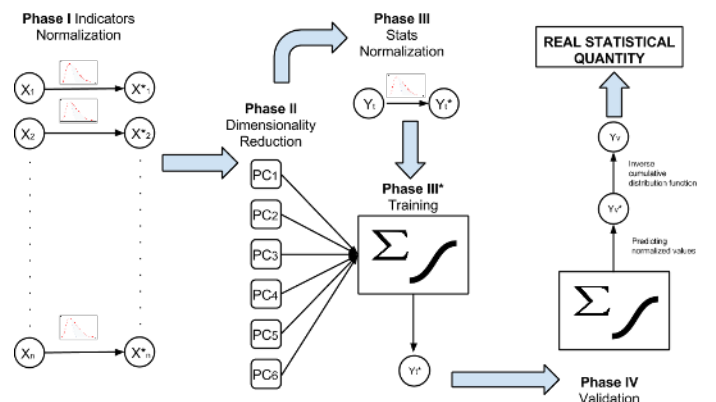 Phase I Indicators
Normalization
X1
X*1
X2
X*2
Xn
X*n
Phase II
Dimensionality
Reduction
PC1
PC2
PC3
PC4
PC5
PC6
Phase III
Stats
Normalization
Yt
Yt*
Phase III*
Training
Σ
Yt*
Phase IV
Validation
Σ
Predicting
normalized values
Yv*
Inverse
cumulative
distribution function
Yv
REAL STATISTICAL
QUANTITY